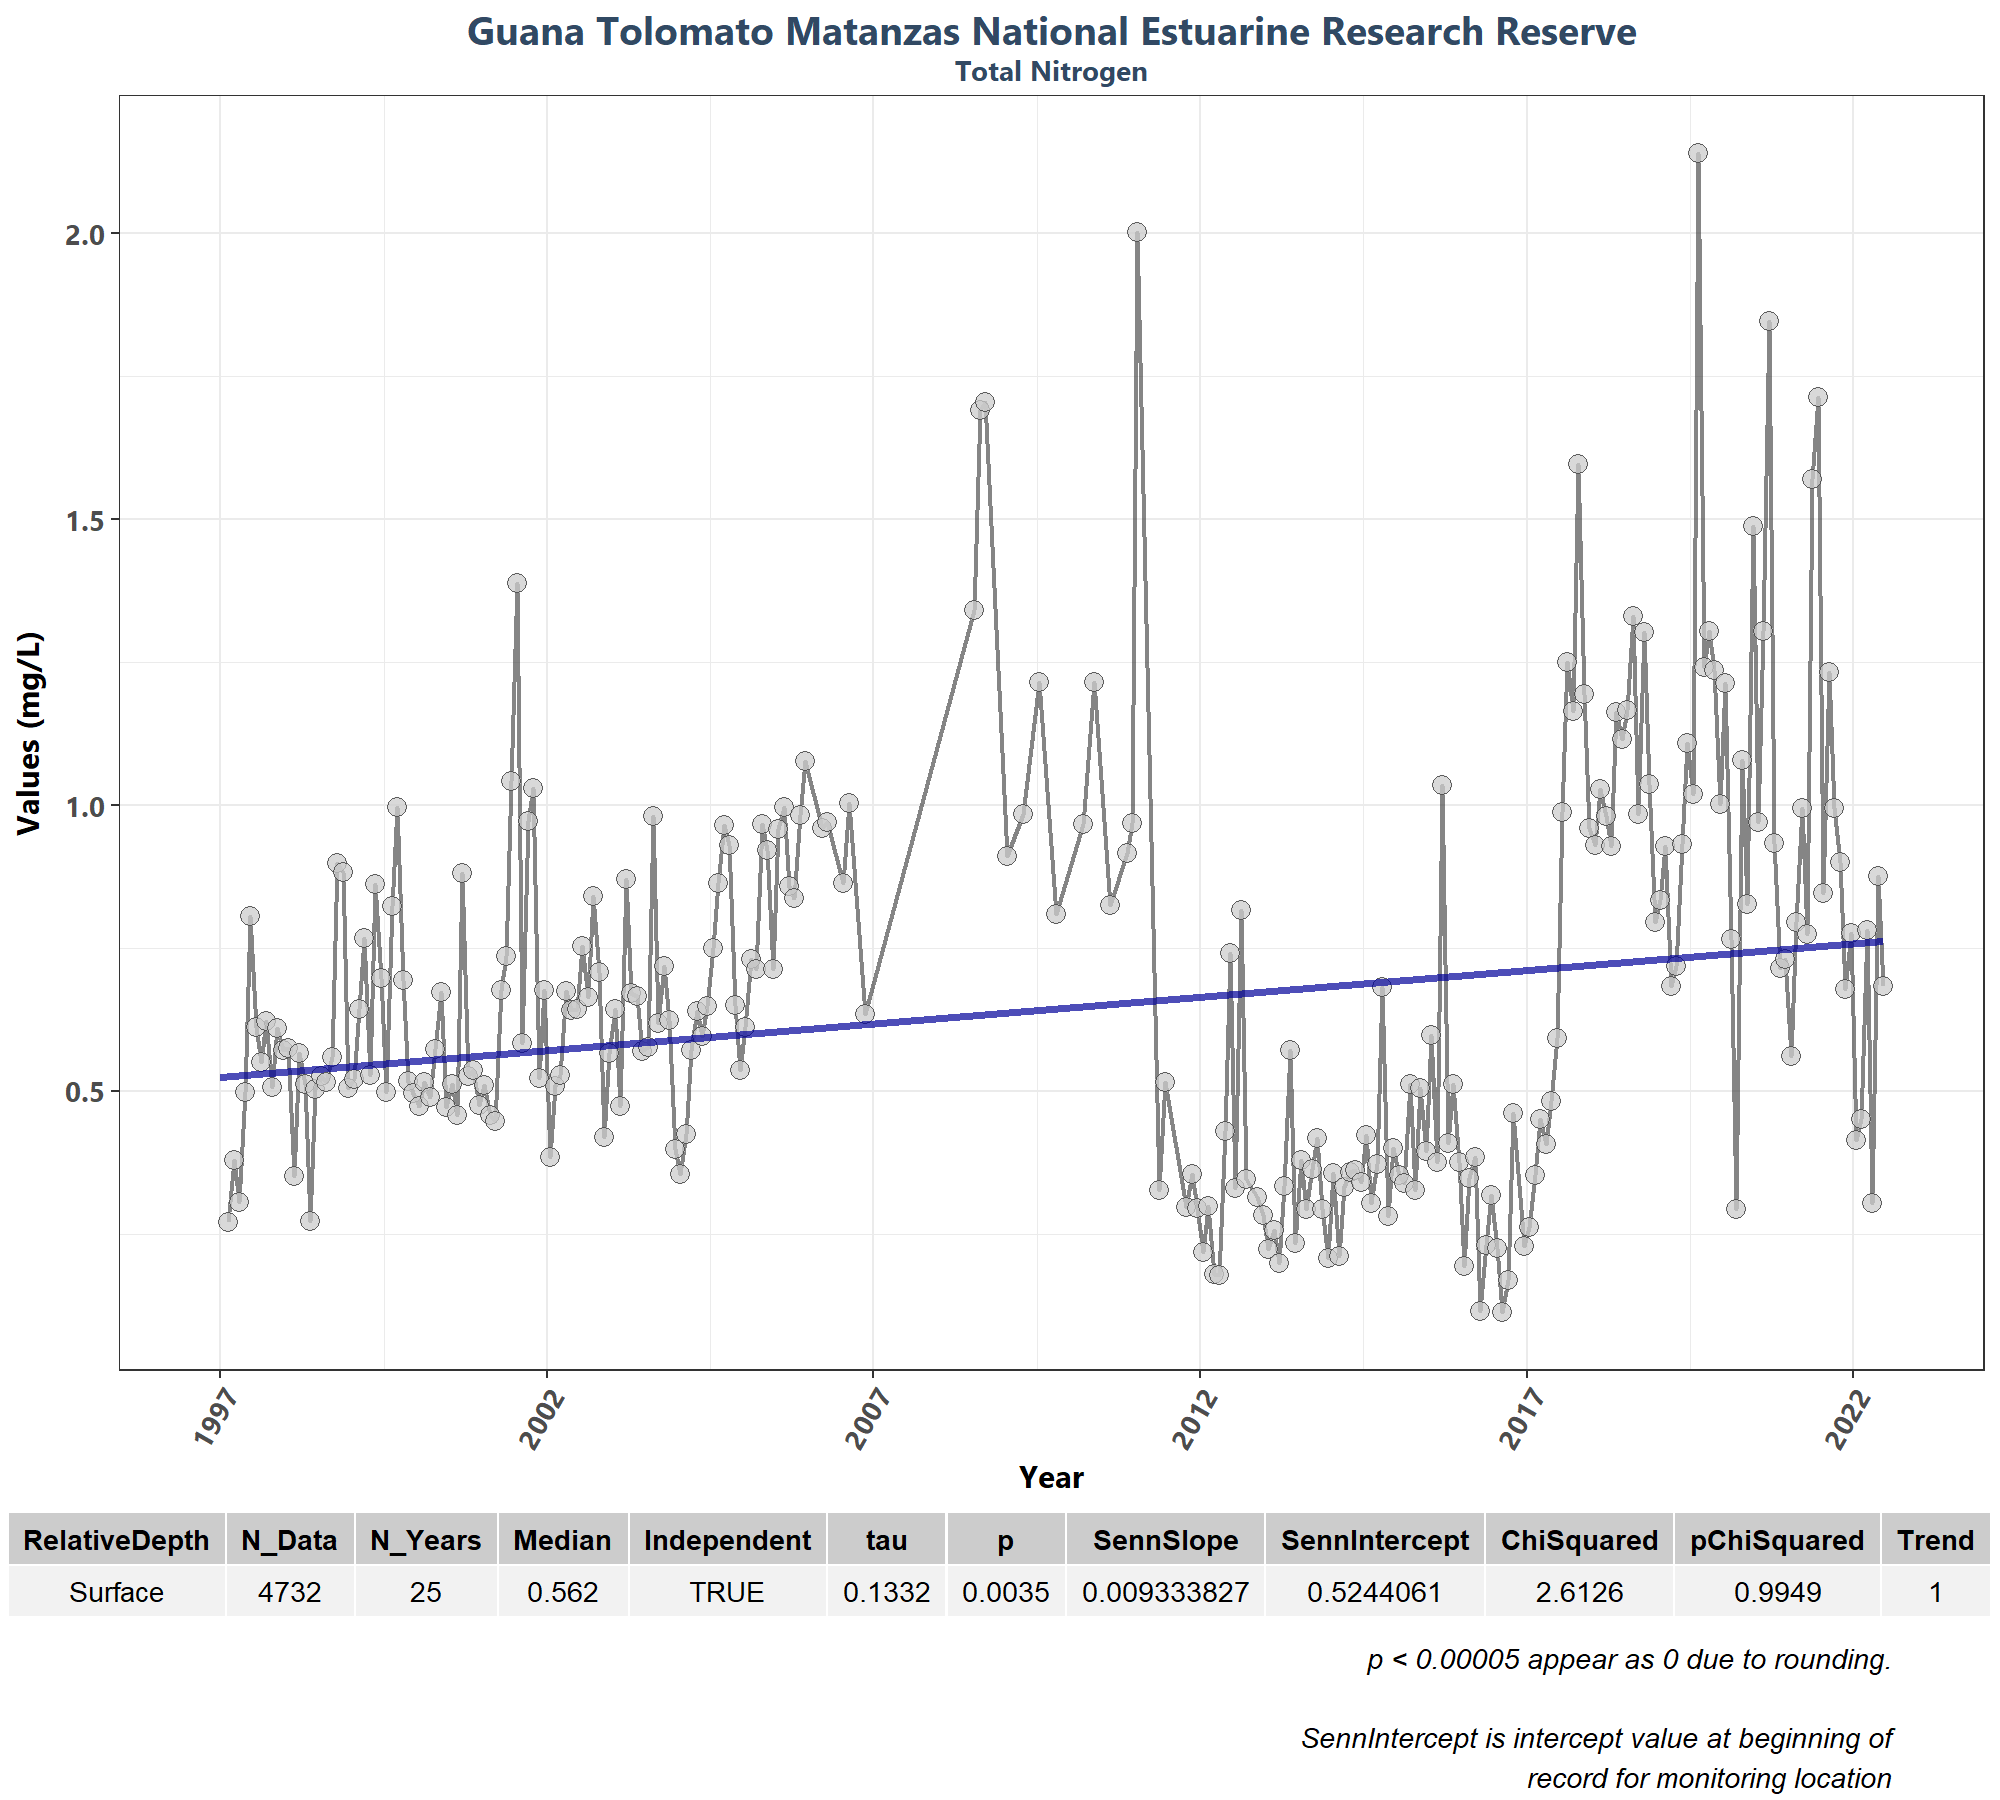 Guana Tolomato Matanzas National Estuarine Research Reserve
Total Nitrogen
Values (mg/L)
2.0
1.5
1.0
0.5
1997 2002 2007 2012 2017 2022
Year
RelativeDepth N_Data N_Years Median Independent tau p SennSlope SennIntercept ChiSquared pChiSquared Trend
Surface 4732 25 0.562 TRUE 0.1332 0.0035 0.009333827 0.5244061 2.6126 0.9949 1
p < 0.00005 appear as 0 due to rounding.
SennIntercept is intercept value at beginning of
record for monitoring location